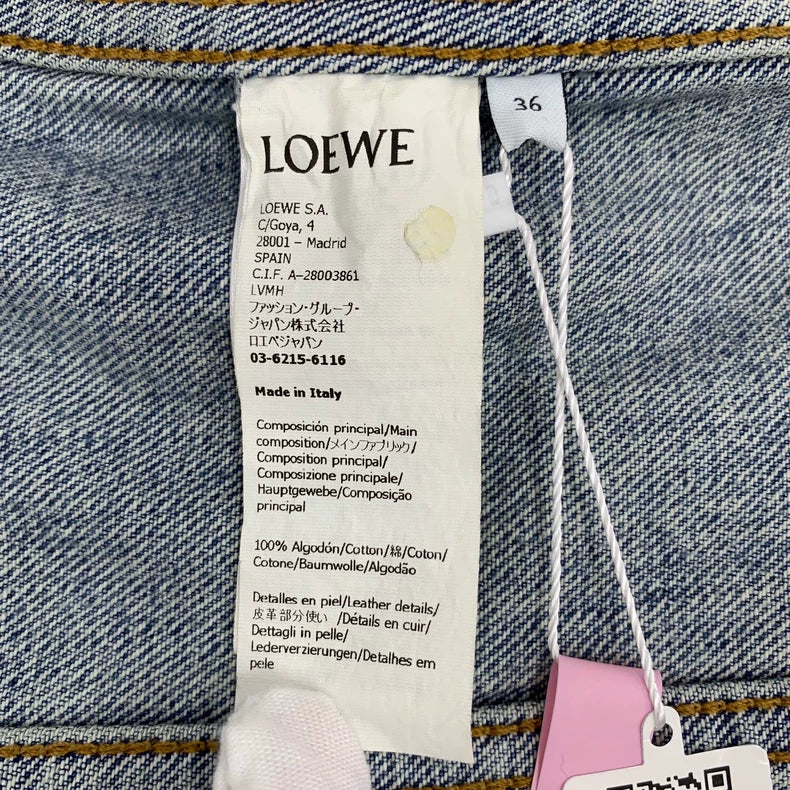 LOEWE
36
LOEWE S.A.
C/Goya, 4
28001 – Madrid
SPAIN
C.I.F. A–28003861
LVMH
ファッション・グループ・
ジャパン株式会社
ロエベジャパン
03-6215-6116
Made in Italy
Composición principal/Main
composition/メインファブリック/
Composition principal/
Composizione principale/
Hauptgewebe/Composição
principal
100% Algodón/Cotton/綿/Coton/
Cotone/Baumwolle/Algodão
Detalles en piel/Leather details/
皮革部分使い /Détails en cuir/
Dettagli in pelle/
Lederverzierungen/Detalhes em
pele